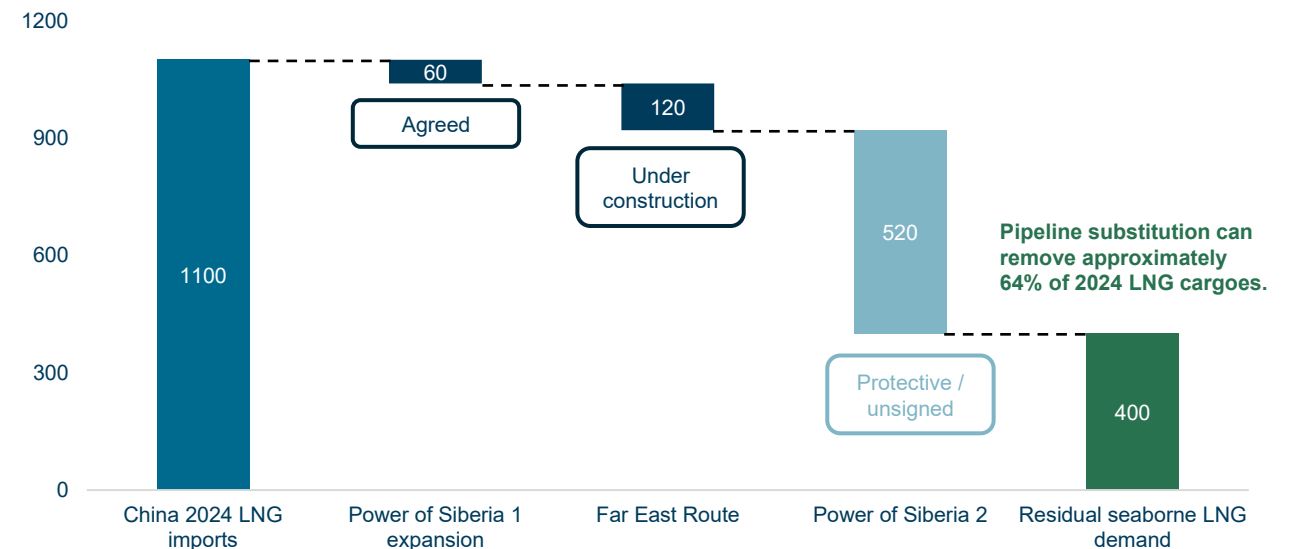 1200
900
600
300
0
1100
60
Agreed
120
Under
construction
520
Protective /
unsigned
Pipeline substitution can
remove approximately
64% of 2024 LNG cargoes.
400
China 2024 LNG
imports
Power of Siberia 1
expansion
Far East Route
Power of Siberia 2
Residual seaborne LNG
demand